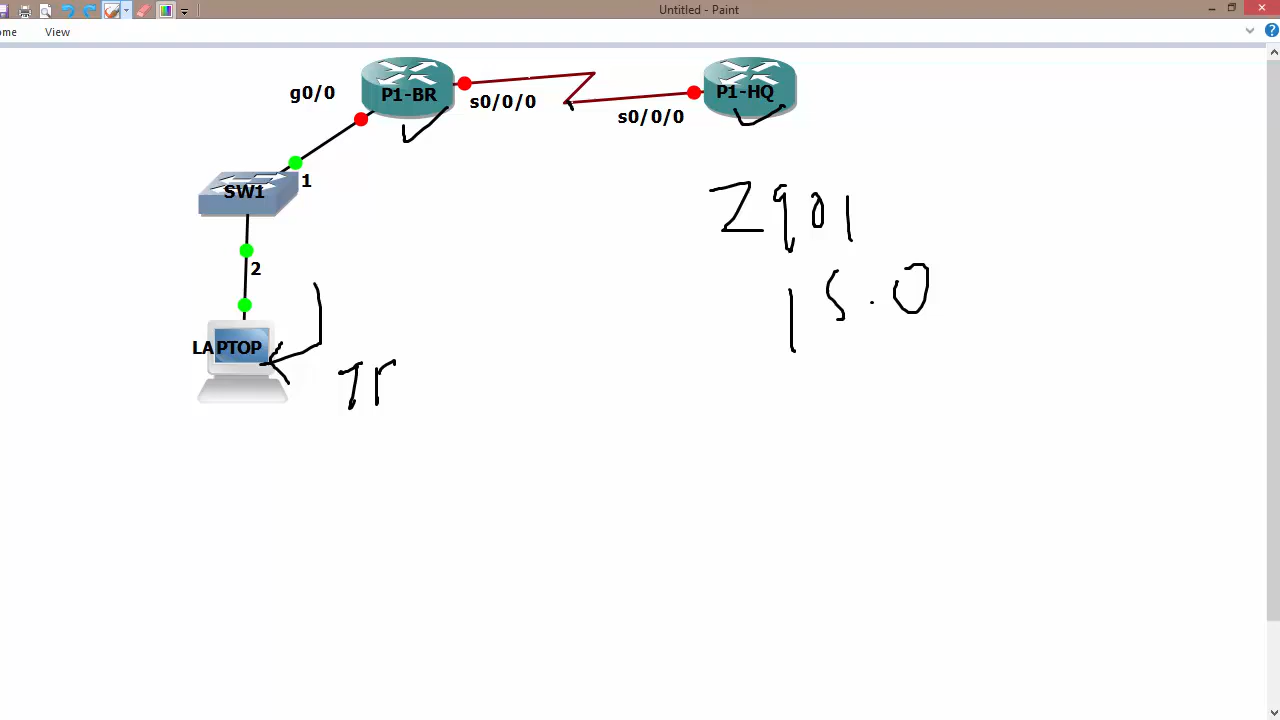 Untitled - Paint
ome View
g0/0
P1-BR
s0/0/0
s0/0/0
P1-HQ
SW1
1
2
LAPTOP
2901
15.0